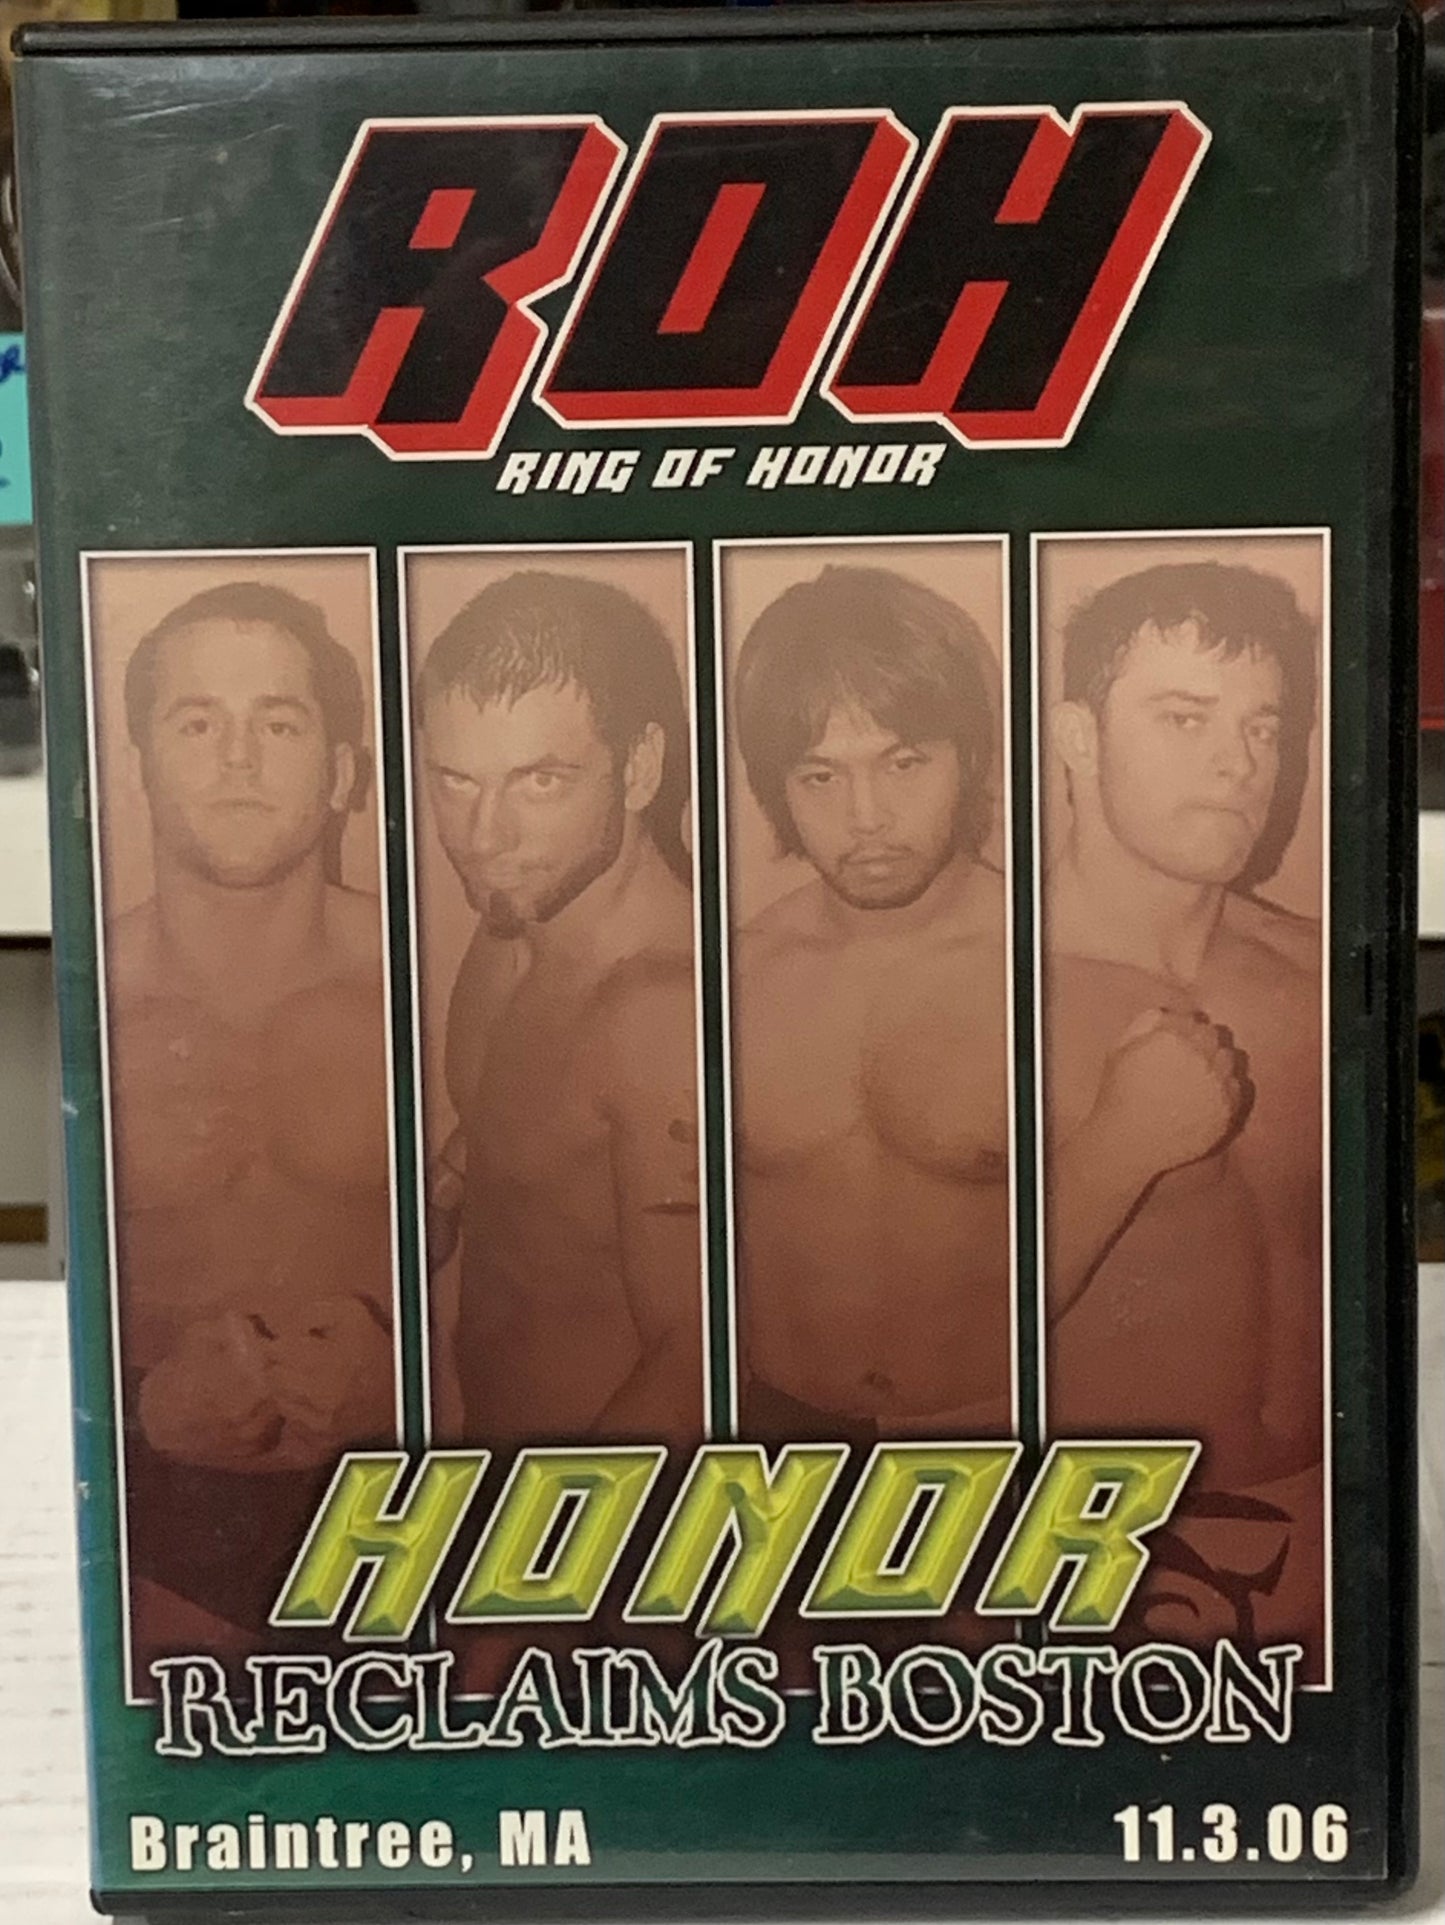 ROH
RING OF HONOR
HONOR
RECLAIMS BOSTON
Braintree, MA
11.3.06